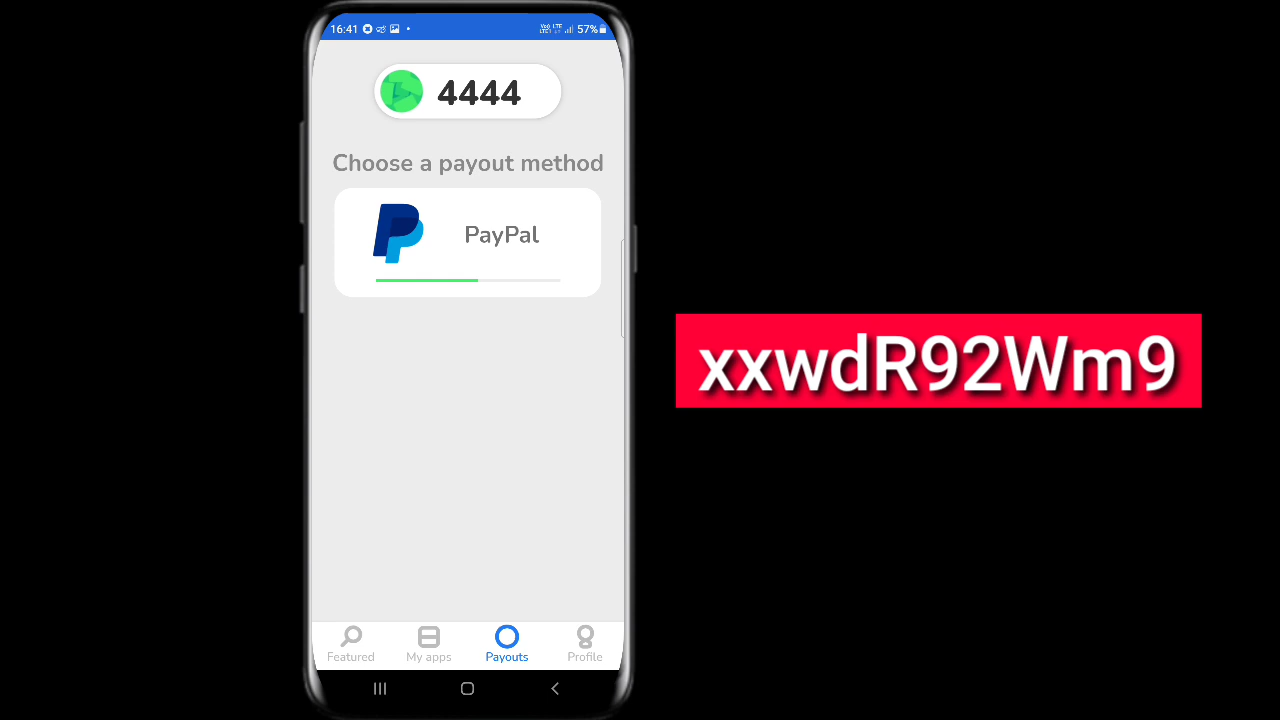 16:41
57%
4444
Choose a payout method
PayPal
xxwdR92Wm9
Featured
My apps
Payouts
Profile